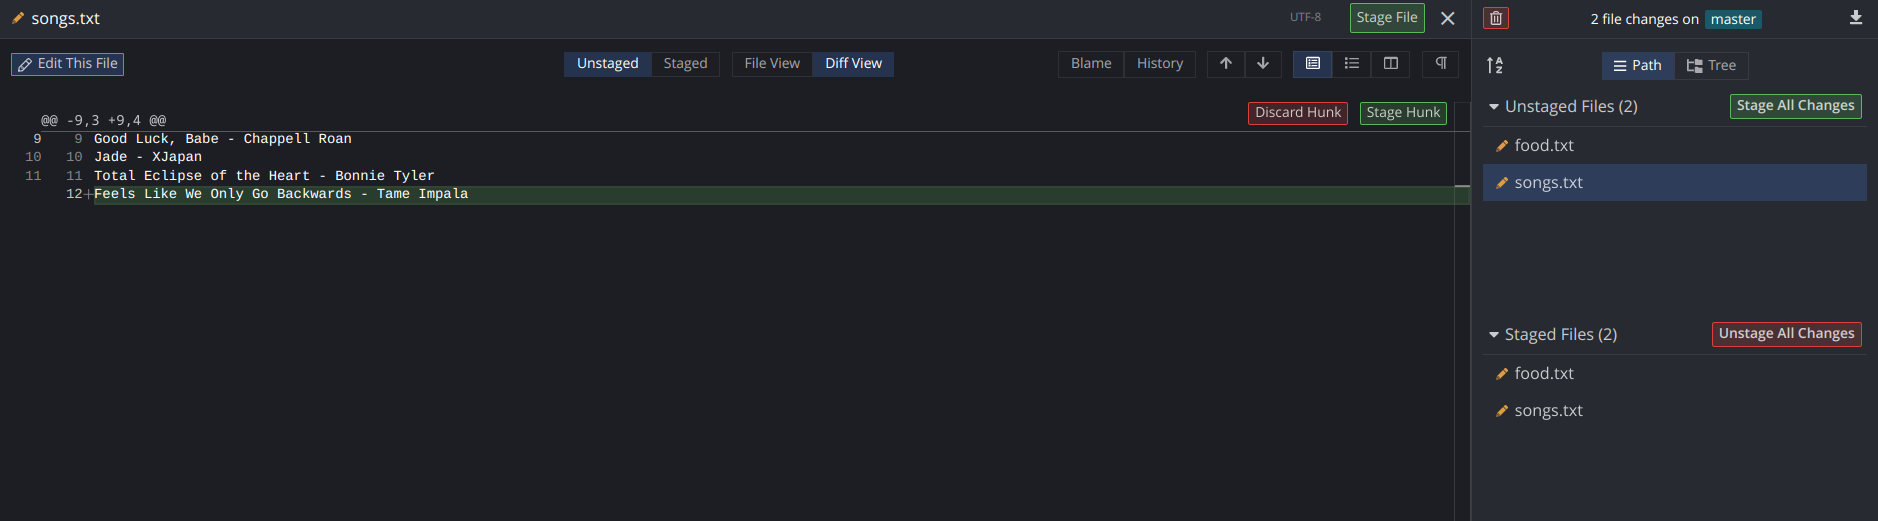 songs.txt
UTF-8
Stage File
2 file changes on master
Edit This File
Unstaged
Staged
File View
Diff View
Blame
History
Path
Tree
@@ -9,3 +9,4 @@
Discard Hunk
Stage Hunk
Unstaged Files (2)
Stage All Changes
9 9 Good Luck, Babe - Chappell Roan
10 10 Jade - XJapan
11 11 Total Eclipse of the Heart - Bonnie Tyler
12 +Feels Like We Only Go Backwards - Tame Impala
food.txt
songs.txt
Staged Files (2)
Unstage All Changes
food.txt
songs.txt